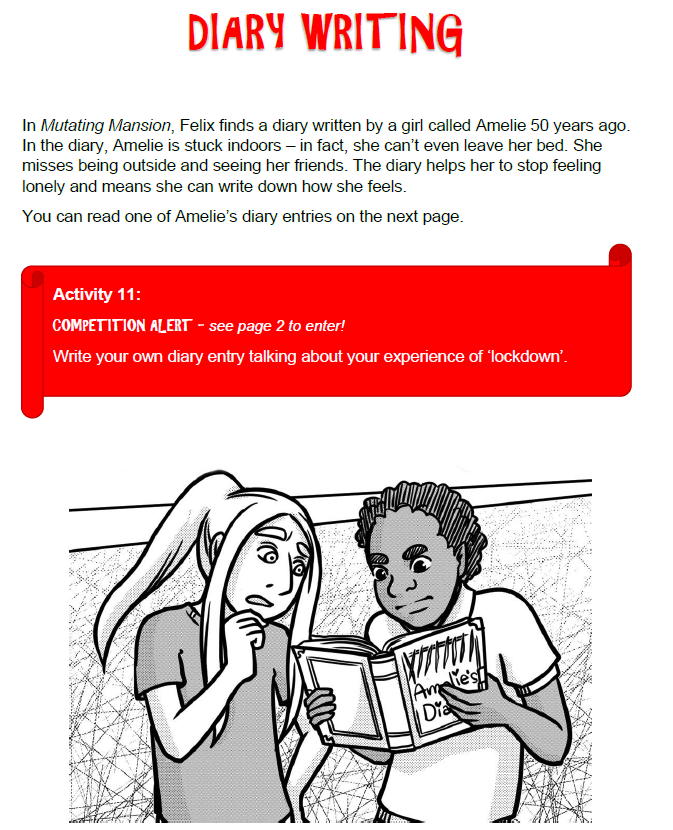 DIARY WRITING
In Mutating Mansion, Felix finds a diary written by a girl called Amelie 50 years ago.
In the diary, Amelie is stuck indoors – in fact, she can’t even leave her bed. She
misses being outside and seeing her friends. The diary helps her to stop feeling
lonely and means she can write down how she feels.
You can read one of Amelie’s diary entries on the next page.
Activity 11:
COMPETITION ALERT - see page 2 to enter!
Write your own diary entry talking about your experience of ‘lockdown’.
Am lie's
Dia